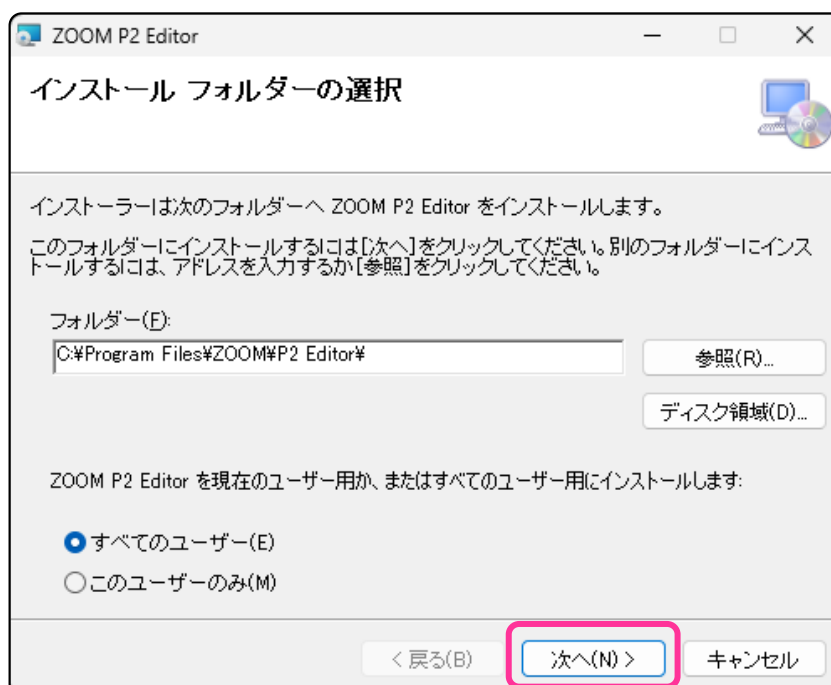 ZOOM P2 Editor
インストール フォルダーの選択
インストーラーは次のフォルダーへ ZOOM P2 Editor をインストールします。
このフォルダーにインストールするには[次へ]をクリックしてください。別のフォルダーにインス
トールするには、アドレスを入力するか[参照]をクリックしてください。
フォルダー(F):
C:¥Program Files¥ZOOM¥P2 Editor¥
参照(R)...
ディスク領域(D)...
ZOOM P2 Editor を現在のユーザー用か、またはすべてのユーザー用にインストールします:
すべてのユーザー(E)
このユーザーのみ(M)
< 戻る(B)
次へ(N) >
キャンセル